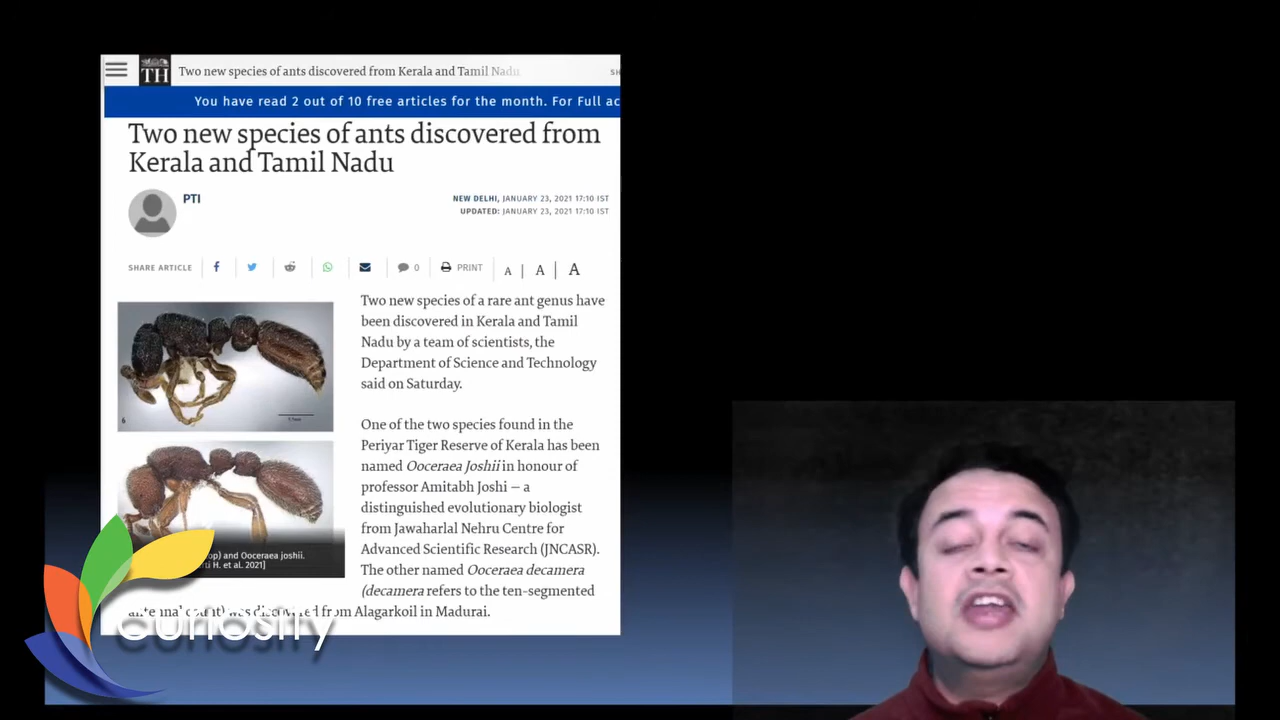 TH Two new species of ants discovered from Kerala and Tamil Nadu
You have read 2 out of 10 free articles for the month. For Full
Two new species of ants discovered from
Kerala and Tamil Nadu
PTI
NEW DELHI, JANUARY 23, 2021 17:10 IST
UPDATED: JANUARY 23, 2021 17:10 IST
SHARE ARTICLE 0 PRINT A | A | A
Two new species of a rare ant genus have
been discovered in Kerala and Tamil
Nadu by a team of scientists, the
Department of Science and Technology
said on Saturday.
6
One of the two species found in the
Periyar Tiger Reserve of Kerala has been
named Ooceraea Joshii in honour of
professor Amitabh Joshi — a
distinguished evolutionary biologist
from Jawaharlal Nehru Centre for
Advanced Scientific Research (JNCASR).
The other named Ooceraea decamera
(decamera refers to the ten-segmented
antennal count) was discovered from Alagarkoil in Madurai.
and Ooceraea joshii.
H. et al. 2021]
curiosity